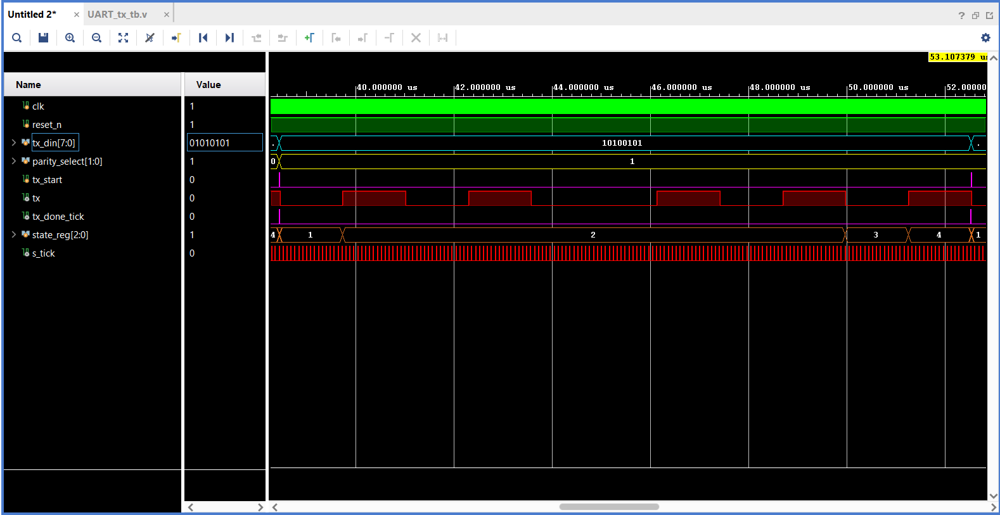 Untitled 2* × UART_tx_tb.v ×
53.107379 us
Name Value
40.000000 us 42.000000 us 44.000000 us 46.000000 us 48.000000 us 50.000000 us 52.00000
clk 1
reset_n 1
tx_din[7:0] 01010101 . 10100101 .
parity_select[1:0] 1 0 1
tx_start 0
tx 0
tx_done_tick 0
state_reg[2:0] 1 4 1 2 3 4 1
s_tick 0